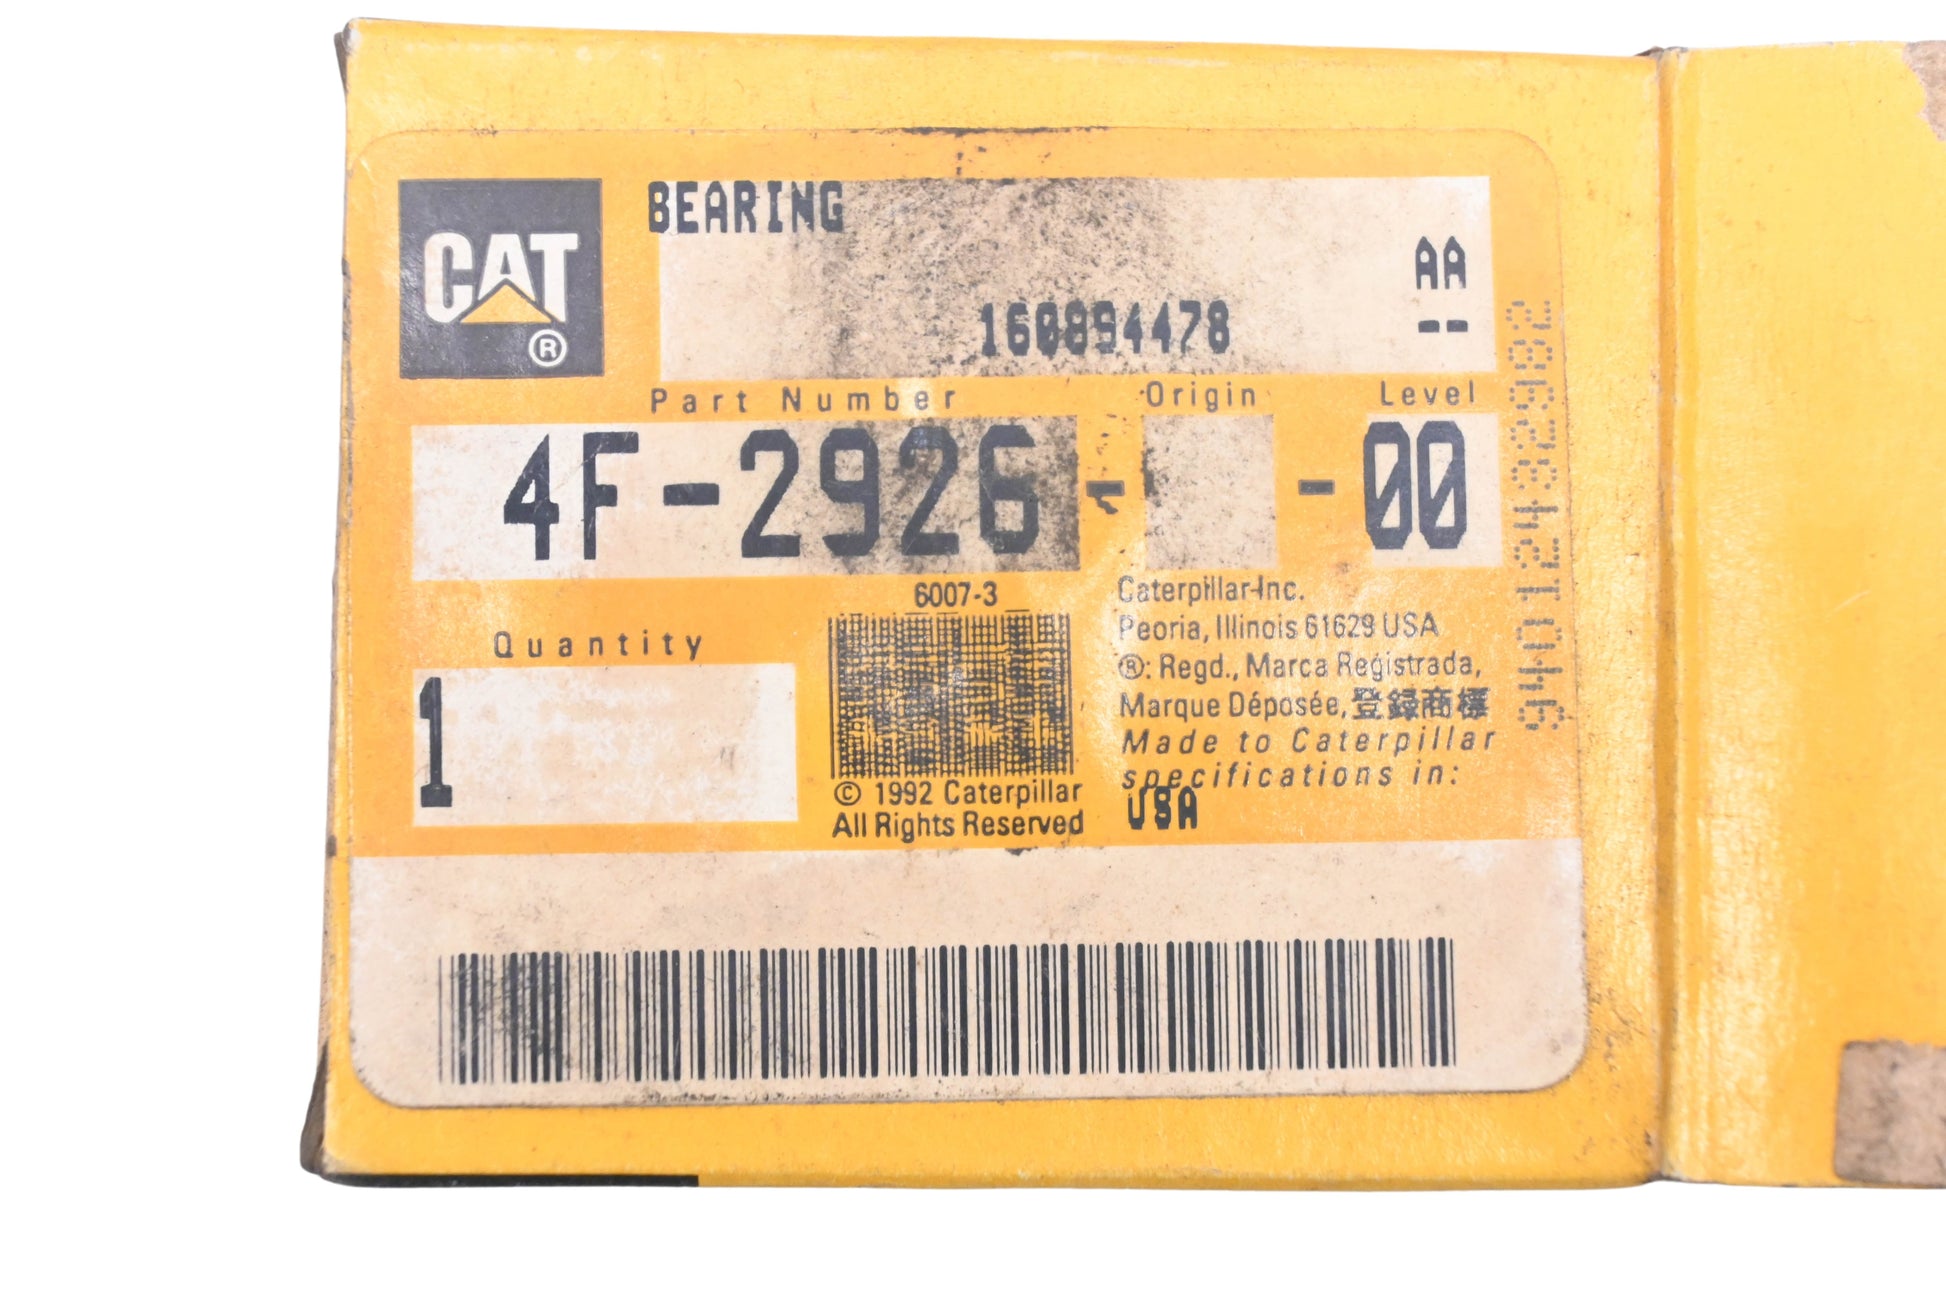 CAT
®
BEARING
AA
160894478
--
Part Number Origin Level
4F-2926 - -00
6007-3
Quantity
1
© 1992 Caterpillar
All Rights Reserved
Caterpillar Inc.
Peoria, Illinois 61629 USA
®: Regd., Marca Registrada,
Marque Déposée, 登録商標
Made to Caterpillar
specifications in:
USA
940124329882